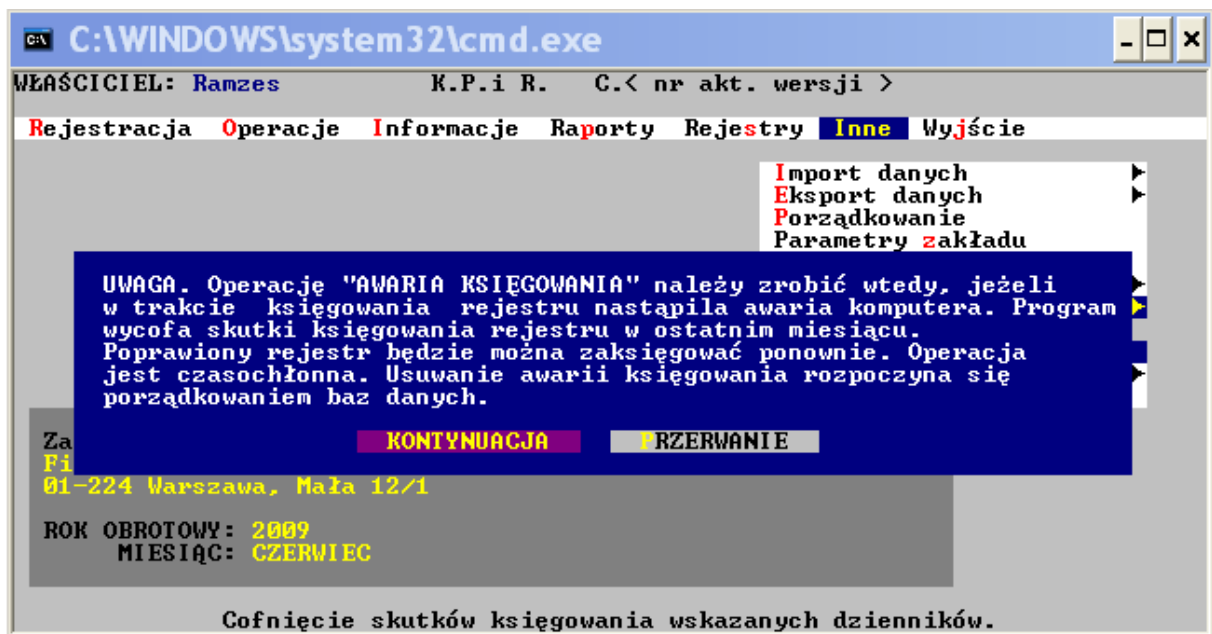 C:\WINDOWS\system32\cmd.exe
WŁAŚCICIEL: Ramzes K.P.i R. C.< nr akt. wersji >
Rejestracja Operacje Informacje Raporty Rejestry Inne Wyjście
Import danych
Eksport danych
Porządkowanie
Parametry zakładu
UWAGA. Operację "AWARIA KSIĘGOWANIA" należy zrobić wtedy, jeżeli
w trakcie księgowania rejestru nastąpila awaria komputera. Program
wycofa skutki księgowania rejestru w ostatnim miesiącu.
Poprawiony rejestr będzie można zaksięgować ponownie. Operacja
jest czasochłonna. Usuwanie awarii księgowania rozpoczyna się
porządkowaniem baz danych.
KONTYNUACJA PRZERWANIE
Za
Fi
01-224 Warszawa, Mała 12/1
ROK OBROTOWY: 2009
MIESIĄC: CZERWIEC
Cofnięcie skutków księgowania wskazanych dzienników.